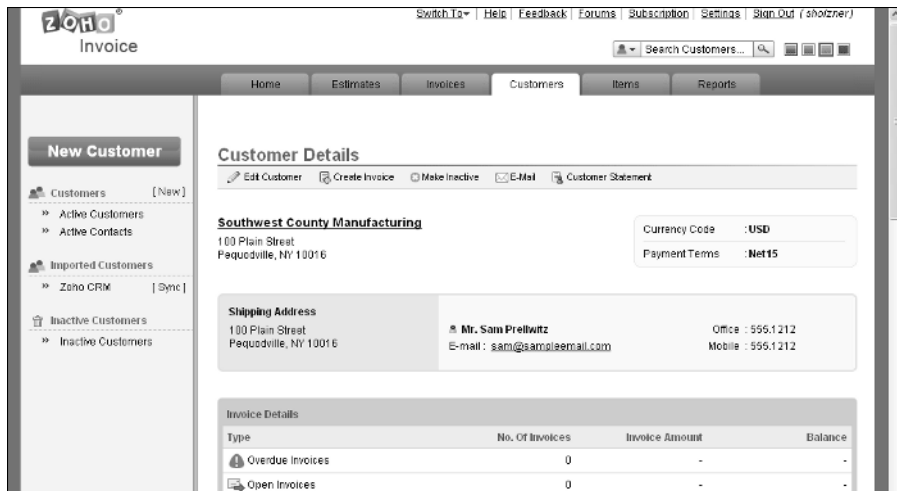 ZOHO
Invoice
Switch To | Help | Feedback | Forums | Subscription | Settings | Sign Out ( sholzner)
Search Customers...
Home Estimates Invoices Customers Items Reports
New Customer
Customers [ New ]
» Active Customers
» Active Contacts
Imported Customers
» Zoho CRM [ Sync ]
Inactive Customers
» Inactive Customers
Customer Details
Edit Customer Create Invoice Make Inactive E-Mail Customer Statement
Southwest County Manufacturing
100 Plain Street
Pequodville, NY 10016
Currency Code : USD
Payment Terms : Net15
Shipping Address
100 Plain Street
Pequodville, NY 10016
Mr. Sam Prellwitz
E-mail : sam@sampleemail.com
Office : 555.1212
Mobile : 555.1212
Invoice Details
Type No. Of Invoices Invoice Amount Balance
Overdue Invoices 0 - -
Open Invoices 0 - -